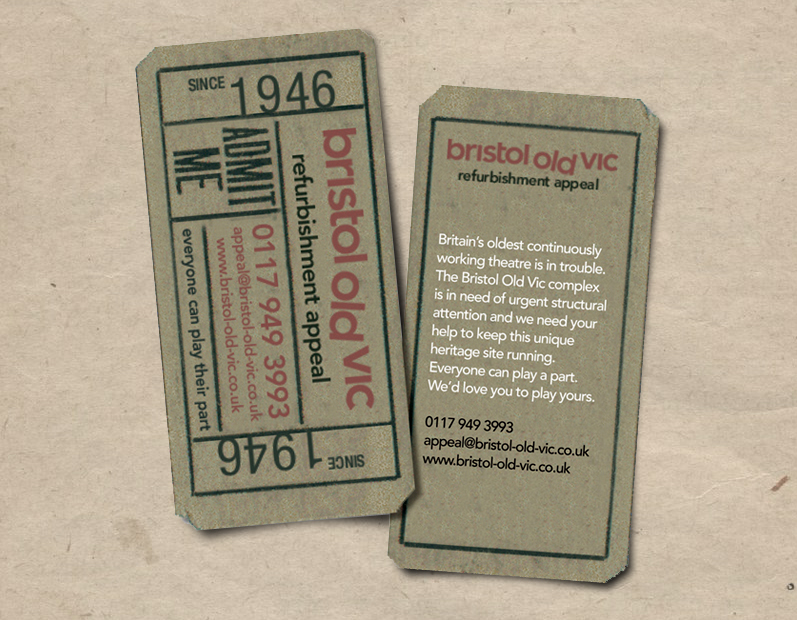 SINCE 1946
ADMIT
ME
bristol old vic
refurbishment appeal
0117 949 3993
appeal@bristol-old-vic.co.uk
www.bristol-old-vic.co.uk
everyone can play their part
SINCE 1946
bristol old vic
refurbishment appeal
Britain's oldest continuously
working theatre is in trouble.
The Bristol Old Vic complex
is in need of urgent structural
attention and we need your
help to keep this unique
heritage site running.
Everyone can play a part.
We'd love you to play yours.
0117 949 3993
appeal@bristol-old-vic.co.uk
www.bristol-old-vic.co.uk